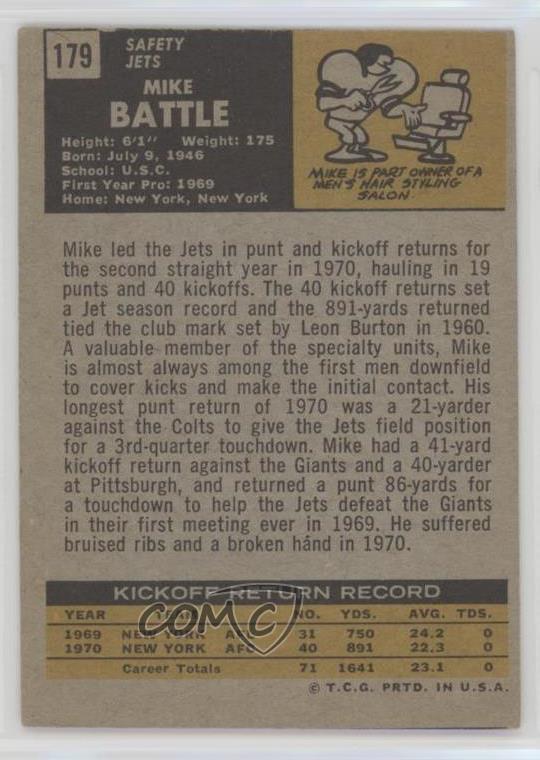 179
SAFETY
JETS
MIKE
BATTLE
Height: 6'1" Weight: 175
Born: July 9, 1946
School: U.S.C.
First Year Pro: 1969
Home: New York, New York
MIKE IS PART OWNER OF A
MEN'S HAIR STYLING
SALON.
Mike led the Jets in punt and kickoff returns for
the second straight year in 1970, hauling in 19
punts and 40 kickoffs. The 40 kickoff returns set
a Jet season record and the 891-yards returned
tied the club mark set by Leon Burton in 1960.
A valuable member of the specialty units, Mike
is almost always among the first men downfield
to cover kicks and make the initial contact. His
longest punt return of 1970 was a 21-yarder
against the Colts to give the Jets field position
for a 3rd-quarter touchdown. Mike had a 41-yard
kickoff return against the Giants and a 40-yarder
at Pittsburgh, and returned a punt 86-yards for
a touchdown to help the Jets defeat the Giants
in their first meeting ever in 1969. He suffered
bruised ribs and a broken hand in 1970.
KICKOFF RETURN RECORD
YEAR TEAM NO. YDS. AVG. TDS.
1969 NEW YORK AFL 31 750 24.2 0
1970 NEW YORK AFC 40 891 22.3 0
Career Totals 71 1641 23.1 0
© T.C.G. PRTD. IN U.S.A.
COMC